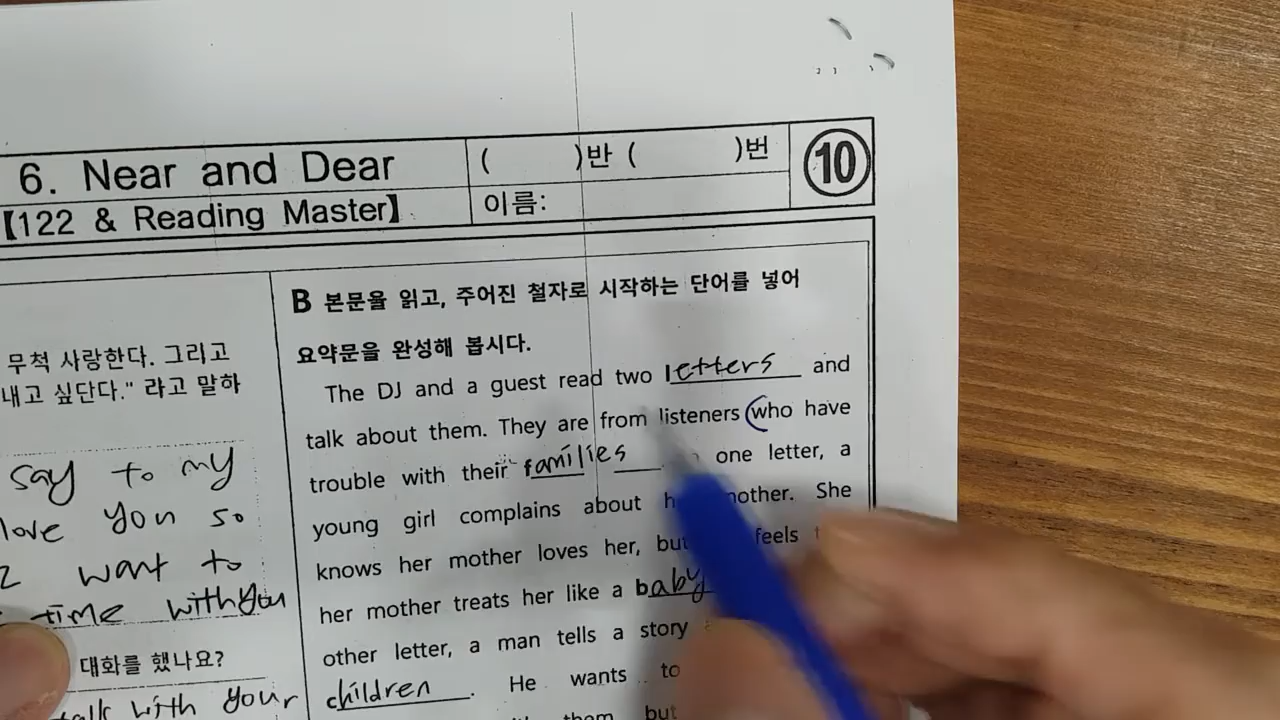 6. Near and Dear
( )반 ( )번
⑩
【122 & Reading Master】
이름:
무척 사랑한다. 그리고
내고 싶단다." 라고 말하
say to my
love you so
want to
time with you
대화를 했나요?
talk with your
B 본문을 읽고, 주어진 철자로 시작하는 단어를 넣어
요약문을 완성해 봅시다.
The DJ and a guest read two letters and
talk about them. They are from listeners who have
trouble with their families one letter, a
young girl complains about mother. She
knows her mother loves her, but feels
her mother treats her like a baby
other letter, a man tells a story
children. He wants to
them but